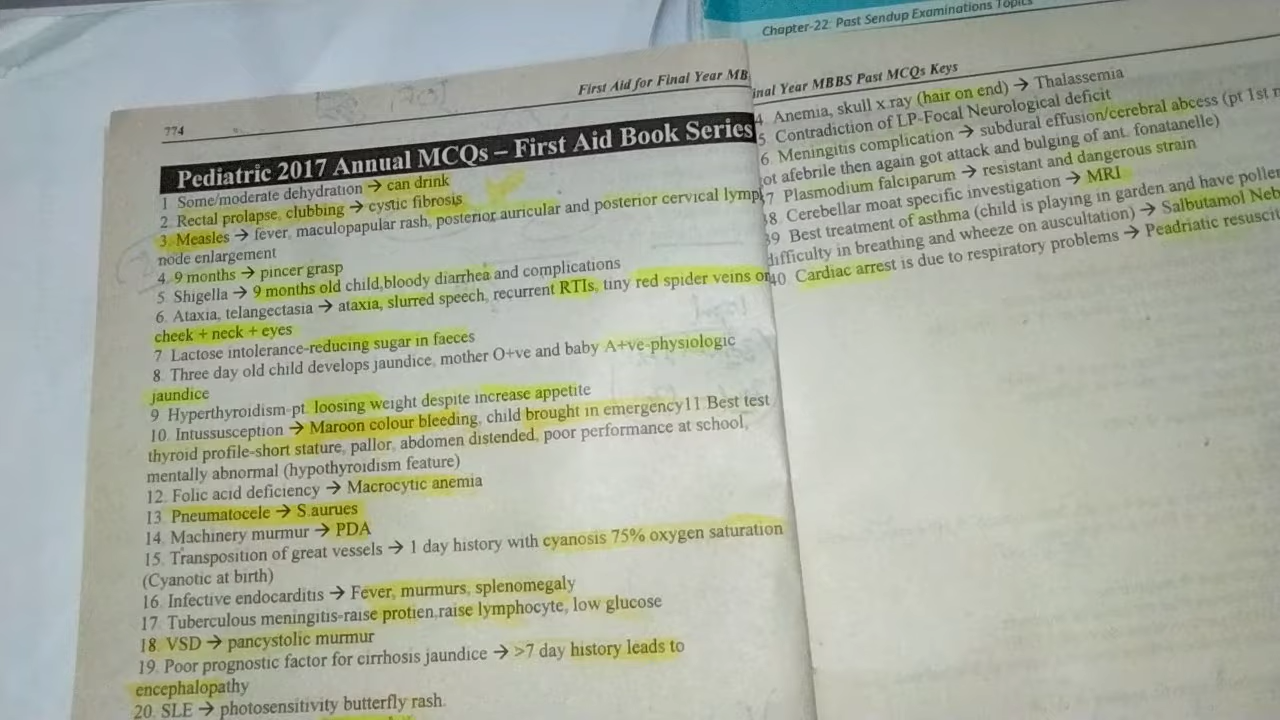 Chapter-22: Past Sendup Examinations Topics
First Aid for Final Year MB
774
Pediatric 2017 Annual MCQs – First Aid Book Series
1 Some/moderate dehydration → can drink
2. Rectal prolapse, clubbing → cystic fibrosis
3. Measles → fever, maculopapular rash, posterior auricular and posterior cervical lymph
node enlargement
4. 9 months → pincer grasp
5. Shigella → 9 months old child,bloody diarrhea and complications
6. Ataxia, telangectasia → ataxia, slurred speech, recurrent RTIs, tiny red spider veins on
cheek + neck + eyes
7. Lactose intolerance-reducing sugar in faeces
8. Three day old child develops jaundice, mother O+ve and baby A+ve-physiologic
jaundice
9 Hyperthyroidism-pt. loosing weight despite increase appetite
10. Intussusception → Maroon colour bleeding, child brought in emergency11 Best test
thyroid profile-short stature, pallor, abdomen distended, poor performance at school,
mentally abnormal (hypothyroidism feature)
12. Folic acid deficiency → Macrocytic anemia
13. Pneumatocele → S.aurues
14. Machinery murmur → PDA
15. Transposition of great vessels → 1 day history with cyanosis 75% oxygen saturation
(Cyanotic at birth)
16. Infective endocarditis → Fever, murmurs, splenomegaly
17. Tuberculous meningitis-raise protien,raise lymphocyte, low glucose
18. VSD → pancystolic murmur
19. Poor prognostic factor for cirrhosis jaundice → >7 day history leads to
encephalopathy
20. SLE → photosensitivity butterfly rash.
inal Year MBBS Past MCQs Keys
4 Anemia, skull x ray (hair on end) → Thalassemia
5 Contradiction of LP-Focal Neurological deficit
6. Meningitis complication → subdural effusion/cerebral abcess (pt 1st
ot afebrile then again got attack and bulging of ant. fonatanelle)
7 Plasmodium falciparum → resistant and dangerous strain
38. Cerebellar moat specific investigation → MRI
39 Best treatment of asthma (child is playing in garden and have pollen
difficulty in breathing and wheeze on auscultation) → Salbutamol Neb
40. Cardiac arrest is due to respiratory problems → Peadriatic resuscit